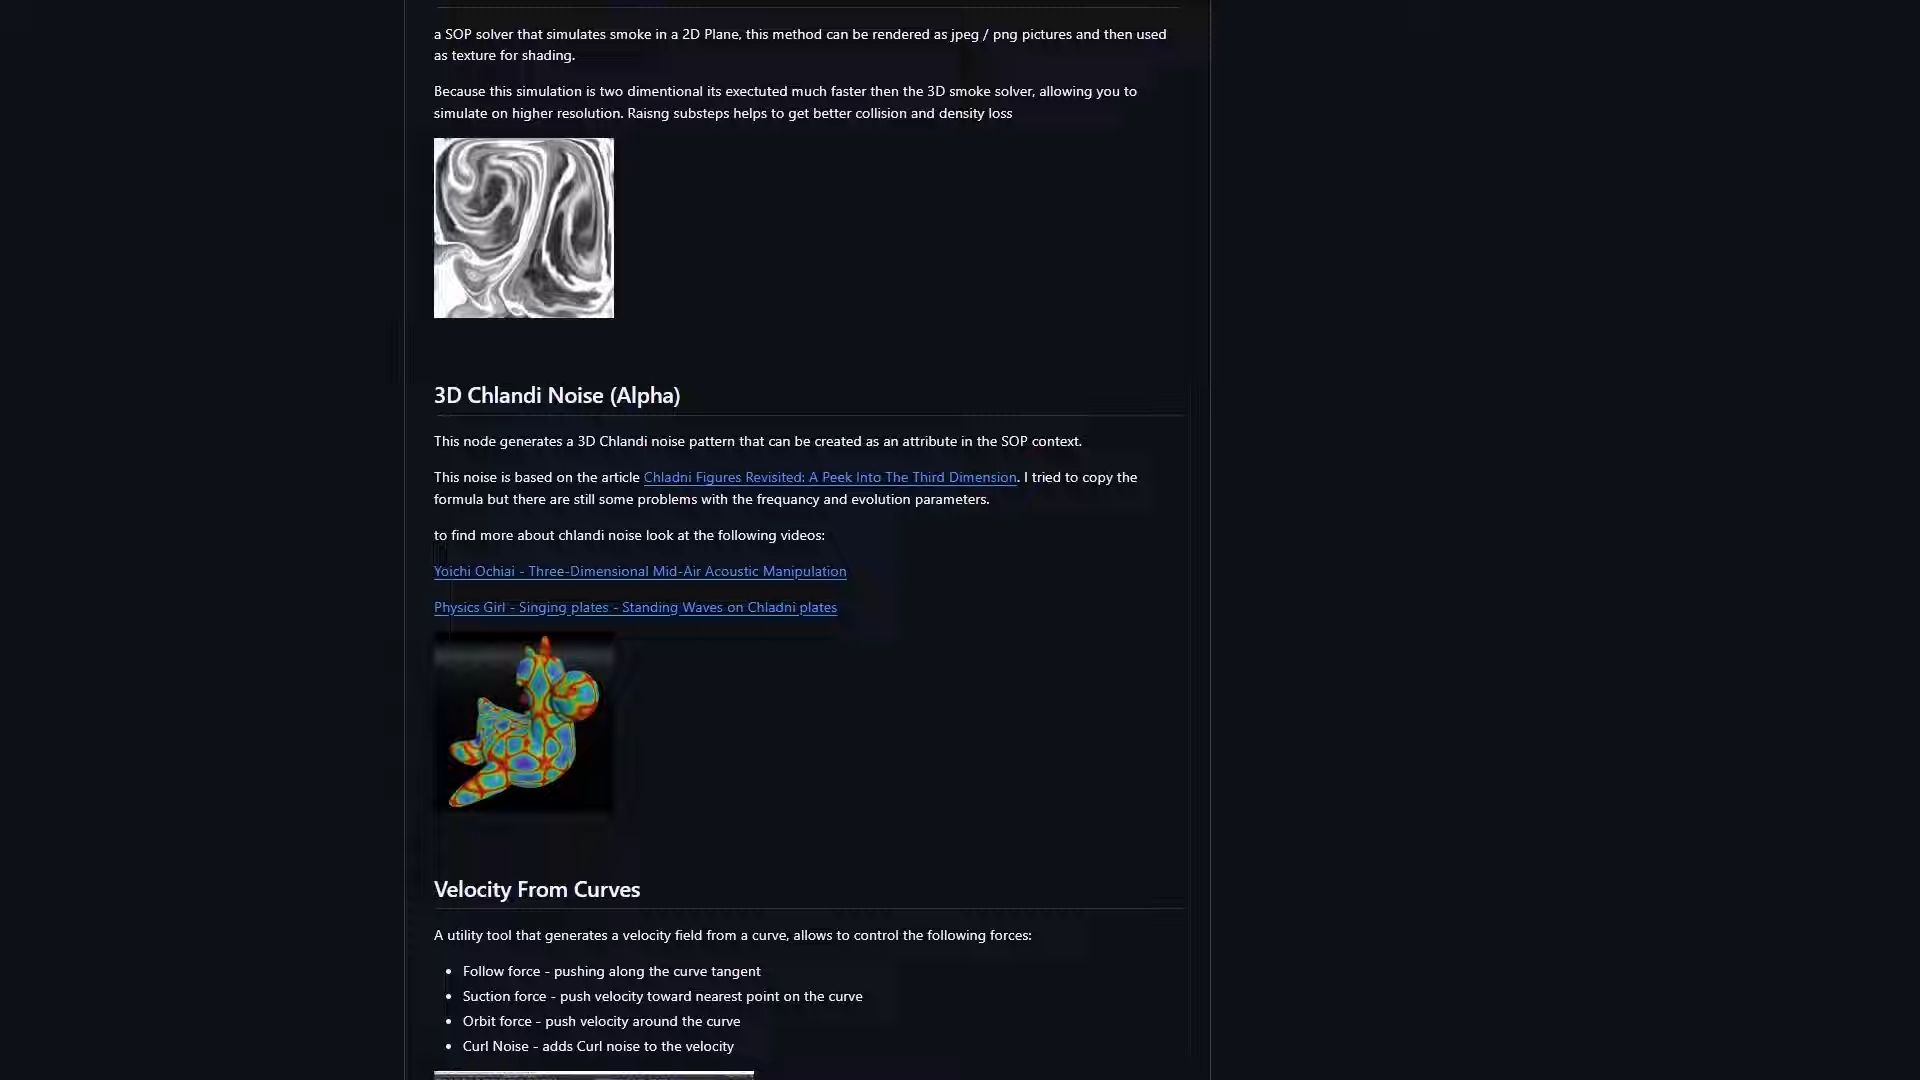 a SOP solver that simulates smoke in a 2D Plane, this method can be rendered as jpeg / png pictures and then used
as texture for shading.
Because this simulation is two dimentional its exectuted much faster then the 3D smoke solver, allowing you to
simulate on higher resolution. Raisng substeps helps to get better collision and density loss
3D Chlandi Noise (Alpha)
This node generates a 3D Chlandi noise pattern that can be created as an attribute in the SOP context.
This noise is based on the article Chladni Figures Revisited: A Peek Into The Third Dimension. I tried to copy the
formula but there are still some problems with the frequancy and evolution parameters.
to find more about chlandi noise look at the following videos:
Yoichi Ochiai - Three-Dimensional Mid-Air Acoustic Manipulation
Physics Girl - Singing plates - Standing Waves on Chladni plates
Velocity From Curves
A utility tool that generates a velocity field from a curve, allows to control the following forces:
• Follow force - pushing along the curve tangent
• Suction force - push velocity toward nearest point on the curve
• Orbit force - push velocity around the curve
• Curl Noise - adds Curl noise to the velocity